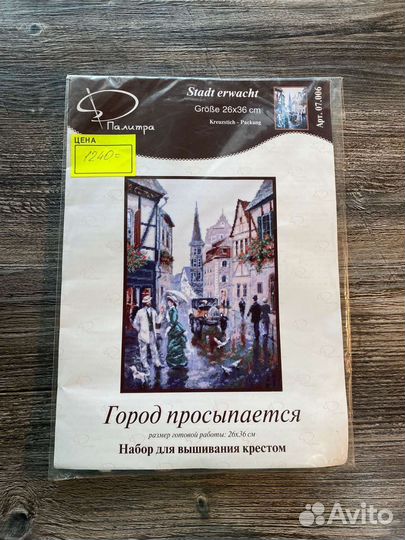 Палитра
Stadt erwacht
Größe 26x36 cm
Kreuzstich - Packung
Арт. 07.006
ЦЕНА
1240=
Город просыпается
размер готовой работы: 26x36 см
Набор для вышивания крестом
Avito